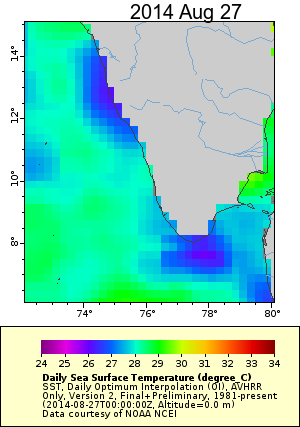 2014 Aug 27
14°
12°
10°
8°
74° 76° 78° 80°
24 25 26 27 28 29 30 31 32 33 34
Daily Sea Surface Temperature (degree_C)
SST, Daily Optimum Interpolation (OI), AVHRR
Only, Version 2, Final+Preliminary, 1981-present
(2014-08-27T00:00:00Z, Altitude=0.0 m)
Data courtesy of NOAA NCEI